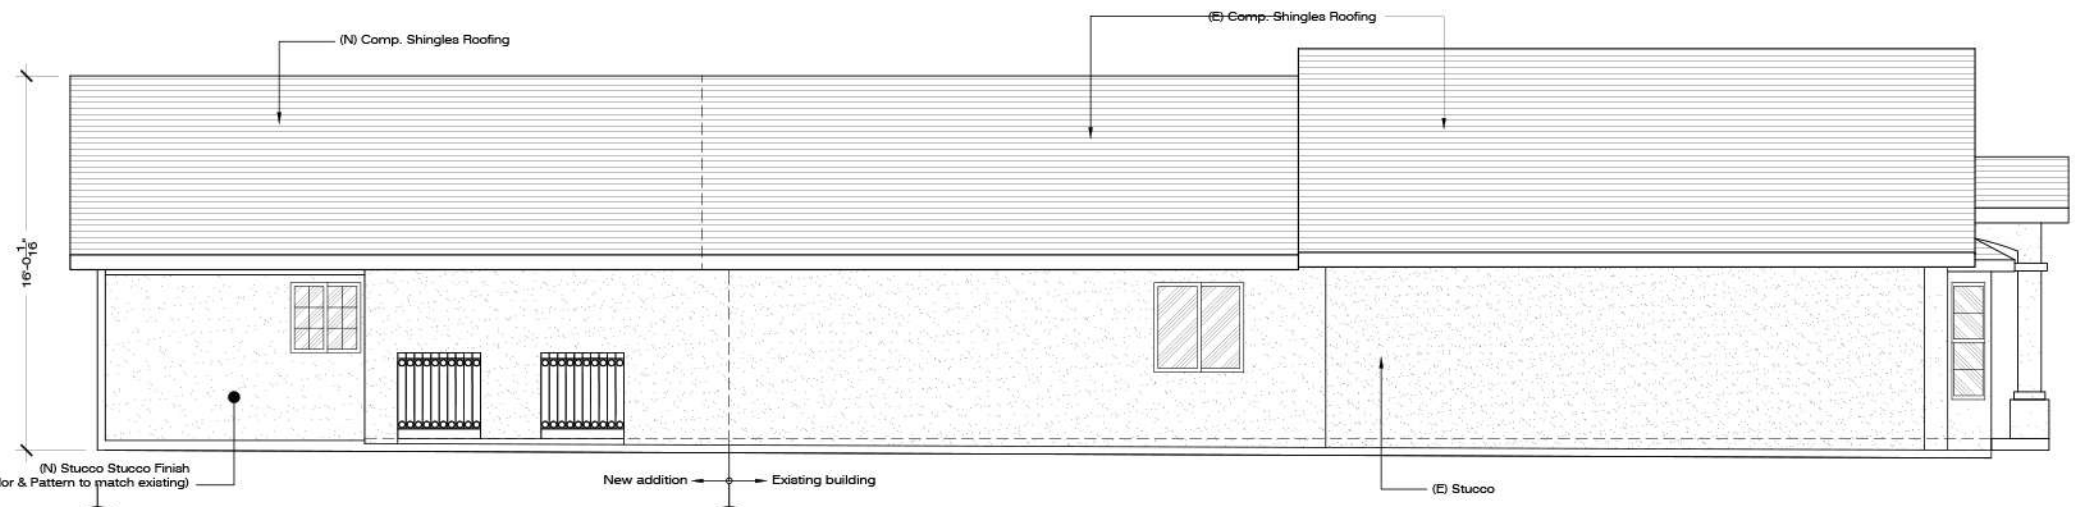 (E) Comp. Shingles Roofing
(N) Comp. Shingles Roofing
16'-0 1/16"
(N) Stucco Stucco Finish
lor & Pattern to match existing)
New addition
Existing building
(E) Stucco